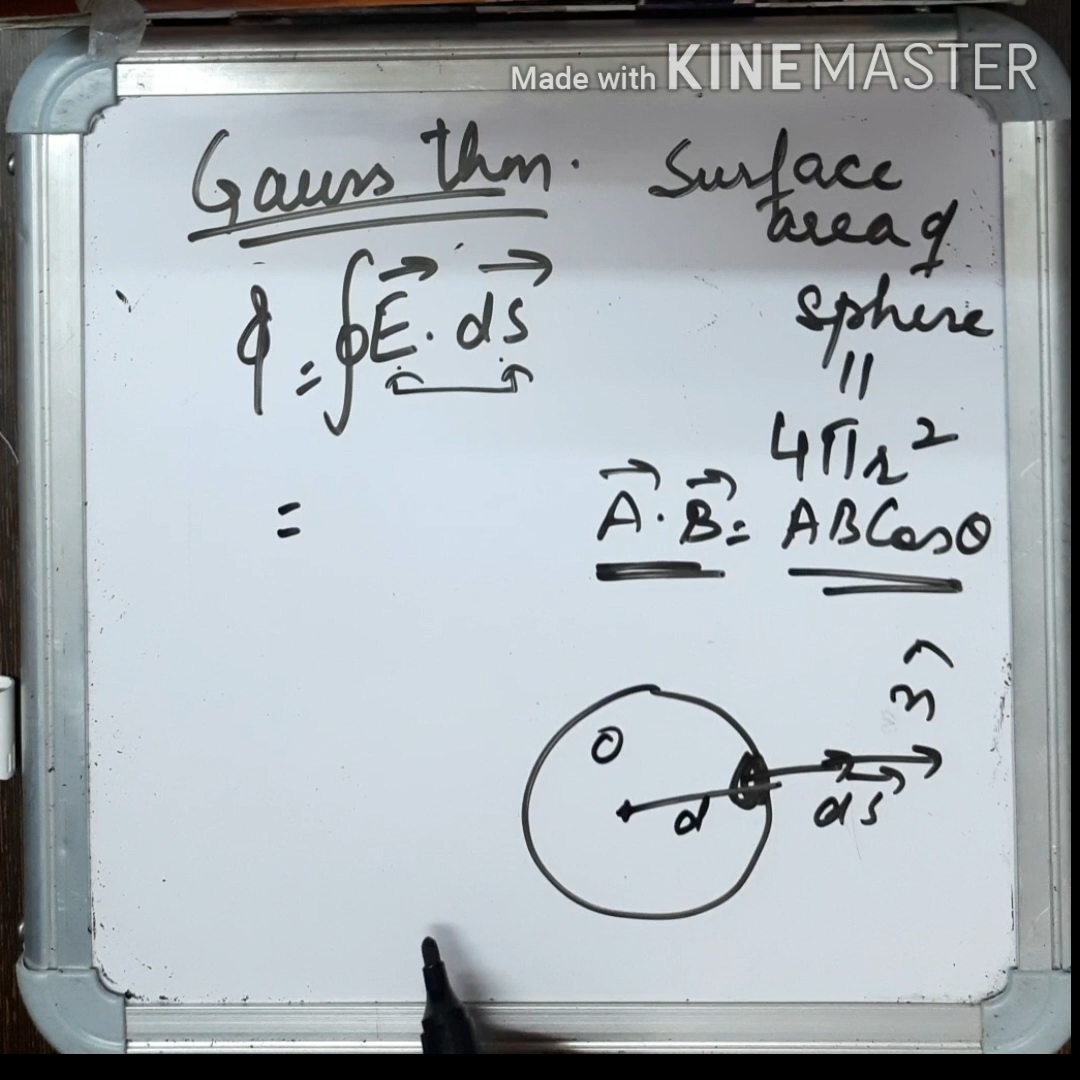 Made with KINEMASTER
Gauss Thm.
ϕ = ∮E⃗. ds⃗
=
Surface
area of
sphere
=
4πr²
A⃗.B⃗ = ABCosθ
n̂
O
d
ds⃗